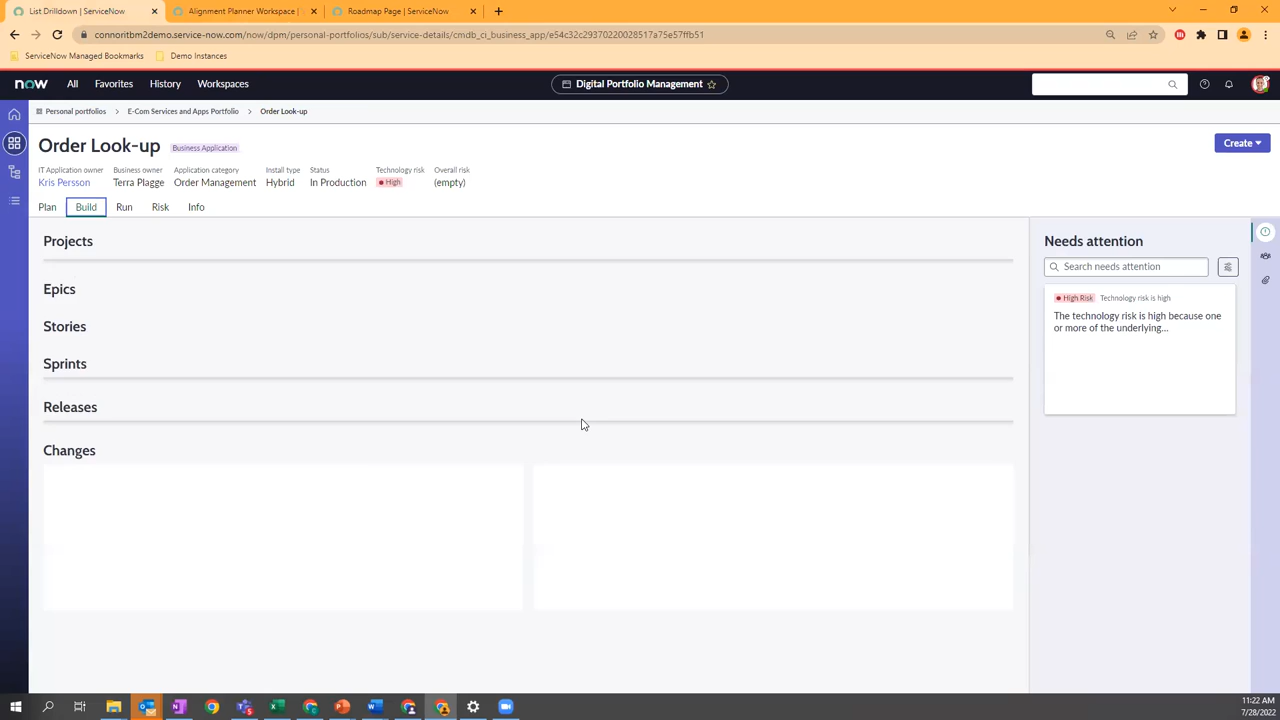 List Drilldown | ServiceNow
Alignment Planner Workspace |
Roadmap Page | ServiceNow
connoritbm2demo.service-now.com/now/dpm/personal-portfolios/sub/service-details/cmdb_ci_business_app/e54c32c29370220028517a75e57ffb51
ServiceNow Managed Bookmarks
Demo Instances
now
All
Favorites
History
Workspaces
Digital Portfolio Management
Personal portfolios
E-Com Services and Apps Portfolio
Order Look-up
Order Look-up
Business Application
Create
IT Application owner
Business owner
Application category
Install type
Status
Technology risk
Overall risk
Kris Persson
Terra Plagge
Order Management
Hybrid
In Production
High
(empty)
Plan
Build
Run
Risk
Info
Projects
Epics
Stories
Sprints
Releases
Changes
Needs attention
Search needs attention
High Risk
Technology risk is high
The technology risk is high because one
or more of the underlying...
11:22 AM
7/28/2022